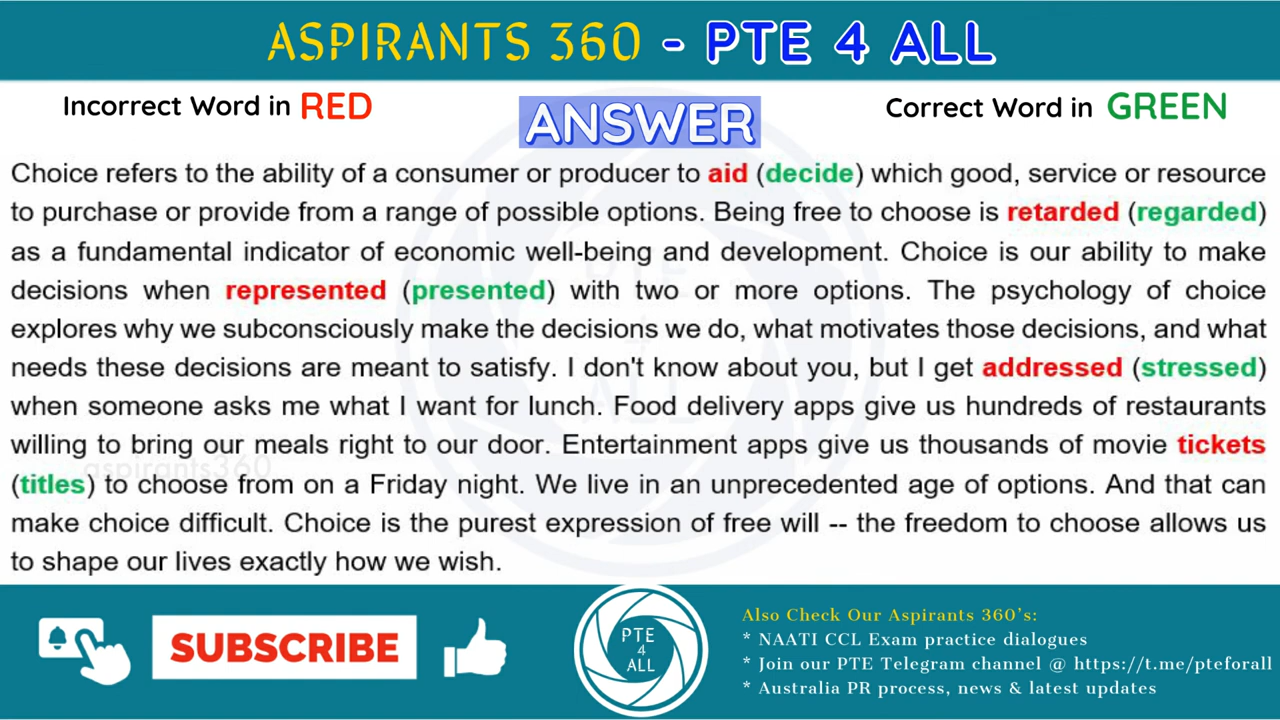 ASPIRANTS 360 - PTE 4 ALL
Incorrect Word in RED
ANSWER
Correct Word in GREEN
Choice refers to the ability of a consumer or producer to aid (decide) which good, service or resource
to purchase or provide from a range of possible options. Being free to choose is retarded (regarded)
as a fundamental indicator of economic well-being and development. Choice is our ability to make
decisions when represented (presented) with two or more options. The psychology of choice
explores why we subconsciously make the decisions we do, what motivates those decisions, and what
needs these decisions are meant to satisfy. I don't know about you, but I get addressed (stressed)
when someone asks me what I want for lunch. Food delivery apps give us hundreds of restaurants
willing to bring our meals right to our door. Entertainment apps give us thousands of movie tickets
(titles) to choose from on a Friday night. We live in an unprecedented age of options. And that can
make choice difficult. Choice is the purest expression of free will -- the freedom to choose allows us
to shape our lives exactly how we wish.
aspirants360
PTE
4
ALL
SUBSCRIBE
PTE
4
ALL
Also Check Our Aspirants 360's:
* NAATI CCL Exam practice dialogues
* Join our PTE Telegram channel @ https://t.me/pteforall
* Australia PR process, news & latest updates